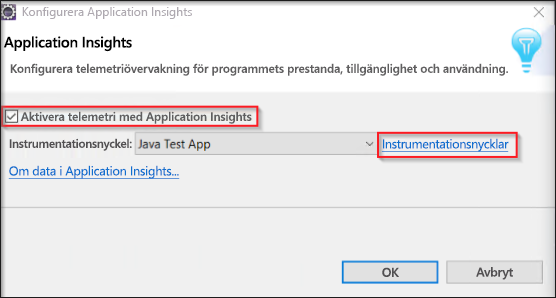 Konfigurera Application Insights
Application Insights
Konfigurera telemetriövervakning för programmets prestanda, tillgänglighet och användning.
Aktivera telemetri med Application Insights
Instrumentationsnyckel: Java Test App Instrumentationsnycklar
Om data i Application Insights...
OK Avbryt